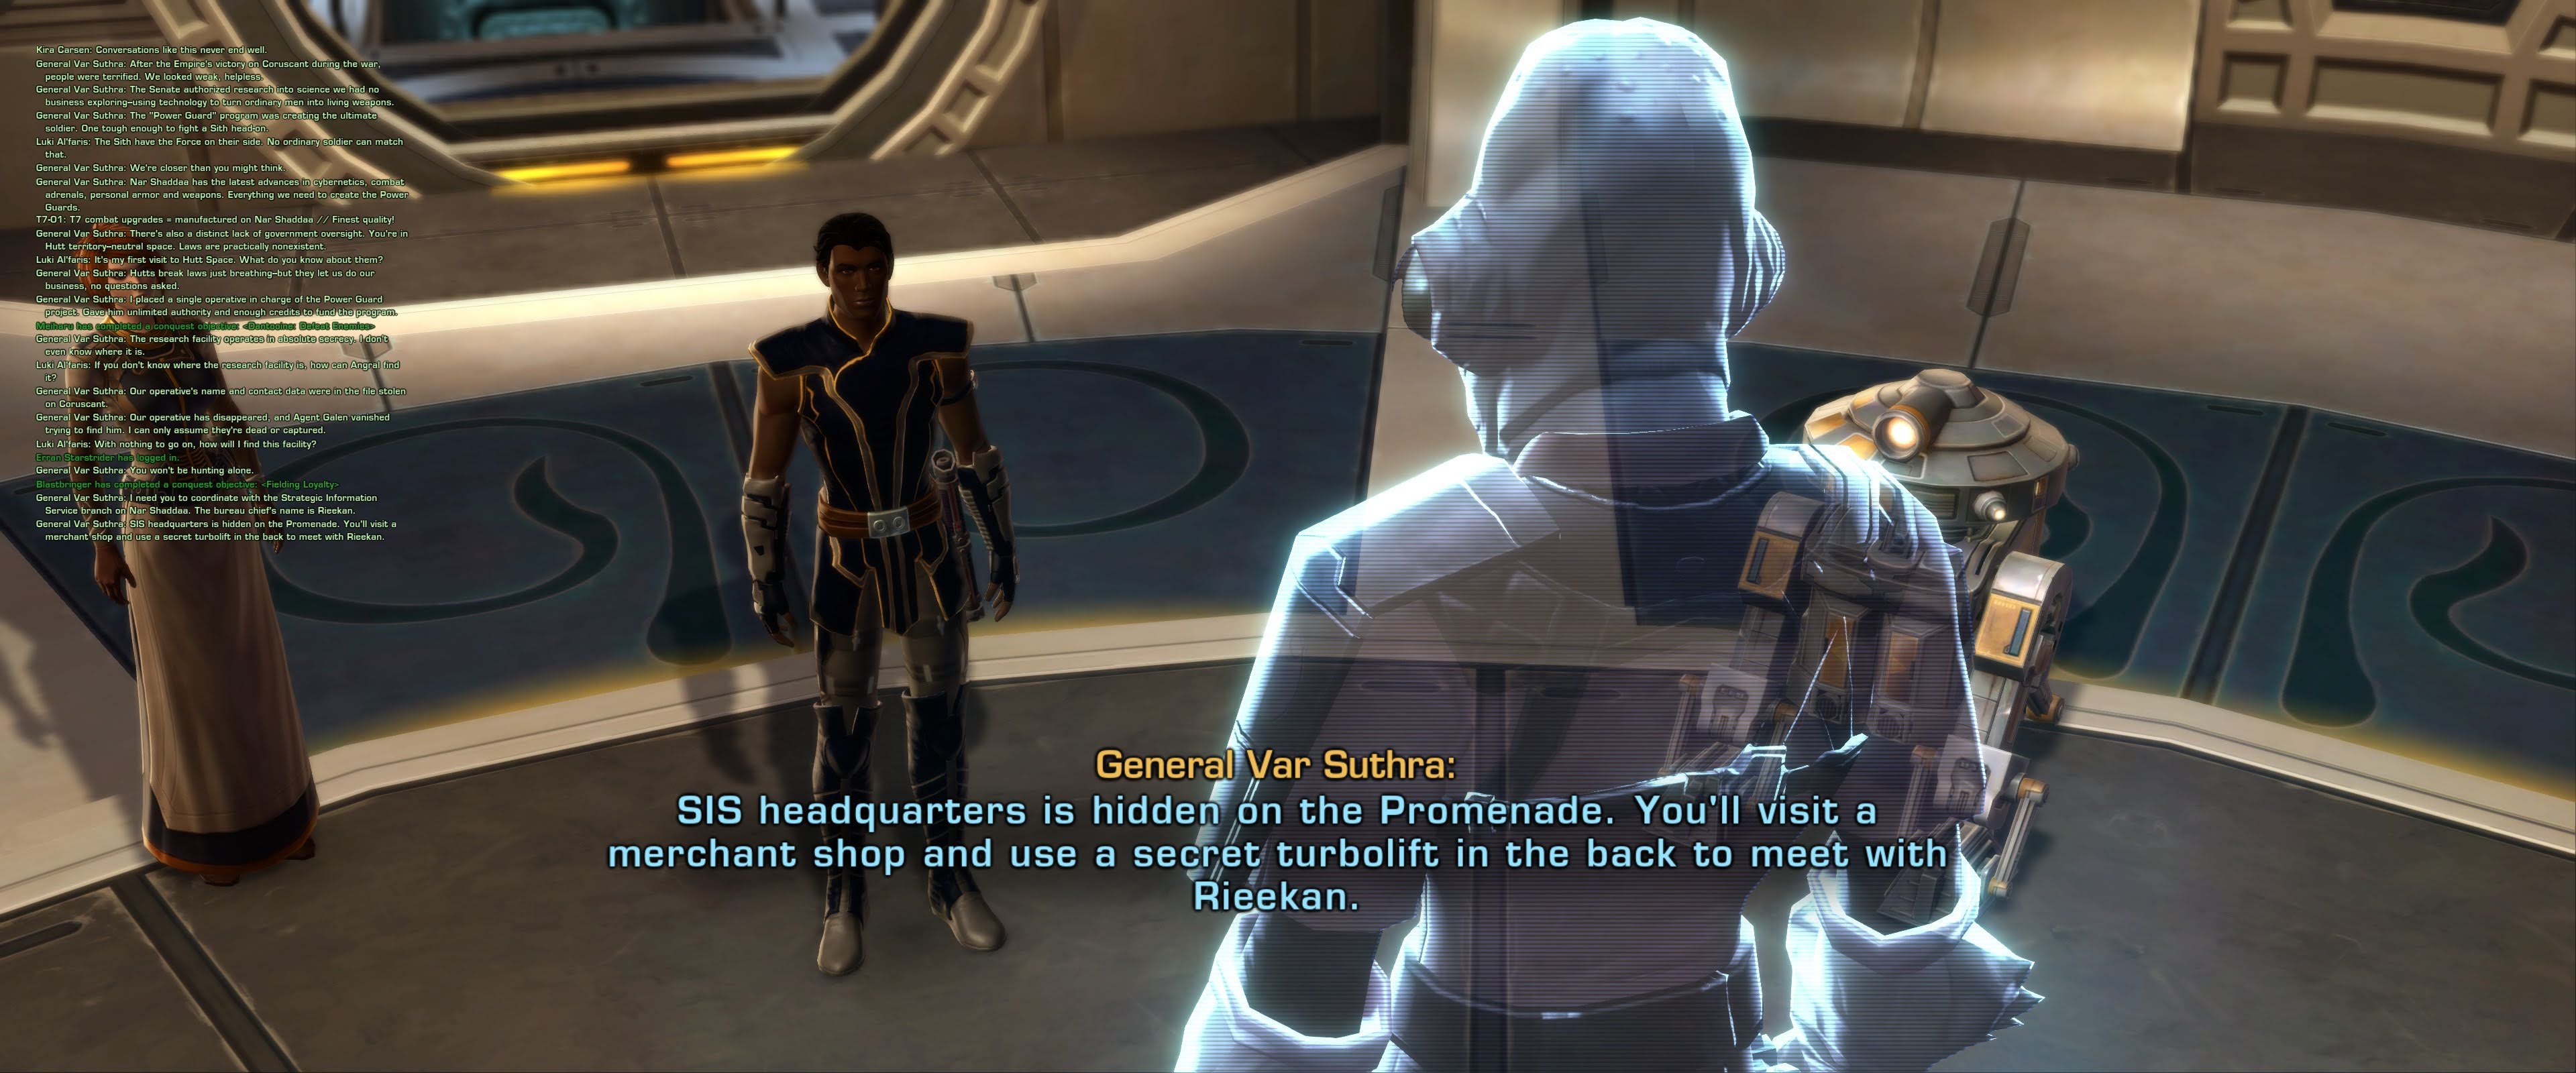 Kira Carsen: Conversations like this never end well.
General Var Suthra: After the Empire's victory on Coruscant during the war,
people were terrified. We looked weak, helpless.
General Var Suthra: The Senate authorized research into science we had no
business exploring—using technology to turn ordinary men into living weapons.
General Var Suthra: The "Power Guard" program was creating the ultimate
soldier. One tough enough to fight a Sith head-on.
Luki Al'faris: The Sith have the Force on their side. No ordinary soldier can match
that.
General Var Suthra: We're closer than you might think.
General Var Suthra: Nar Shaddaa has the latest advances in cybernetics, combat
adrenals, personal armor and weapons. Everything we need to create the Power
Guards.
T7-O1: T7 combat upgrades = manufactured on Nar Shaddaa // Finest quality!
General Var Suthra: There's also a distinct lack of government oversight. You're in
Hutt territory—neutral space. Laws are practically nonexistent.
Luki Al'faris: It's my first visit to Hutt Space. What do you know about them?
General Var Suthra: Hutts break laws just breathing—but they let us do our
business, no questions asked.
General Var Suthra: I placed a single operative in charge of the Power Guard
project. Gave him unlimited authority and enough credits to fund the program.
Meiharu has completed a conquest objective: <Dantooine: Defeat Enemies>
General Var Suthra: The research facility operates in absolute secrecy. I don't
even know where it is.
Luki Al'faris: If you don't know where the research facility is, how can Angral find
it?
General Var Suthra: Our operative's name and contact data were in the file stolen
on Coruscant.
General Var Suthra: Our operative has disappeared, and Agent Galen vanished
trying to find him. I can only assume they're dead or captured.
Luki Al'faris: With nothing to go on, how will I find this facility?
Erran Starstrider has logged in.
General Var Suthra: You won't be hunting alone.
Blastbringer has completed a conquest objective: <Fielding Loyalty>
General Var Suthra: I need you to coordinate with the Strategic Information
Service branch on Nar Shaddaa. The bureau chief's name is Rieekan.
General Var Suthra: SIS headquarters is hidden on the Promenade. You'll visit a
merchant shop and use a secret turbolift in the back to meet with Rieekan.
General Var Suthra:
SIS headquarters is hidden on the Promenade. You'll visit a
merchant shop and use a secret turbolift in the back to meet with
Rieekan.